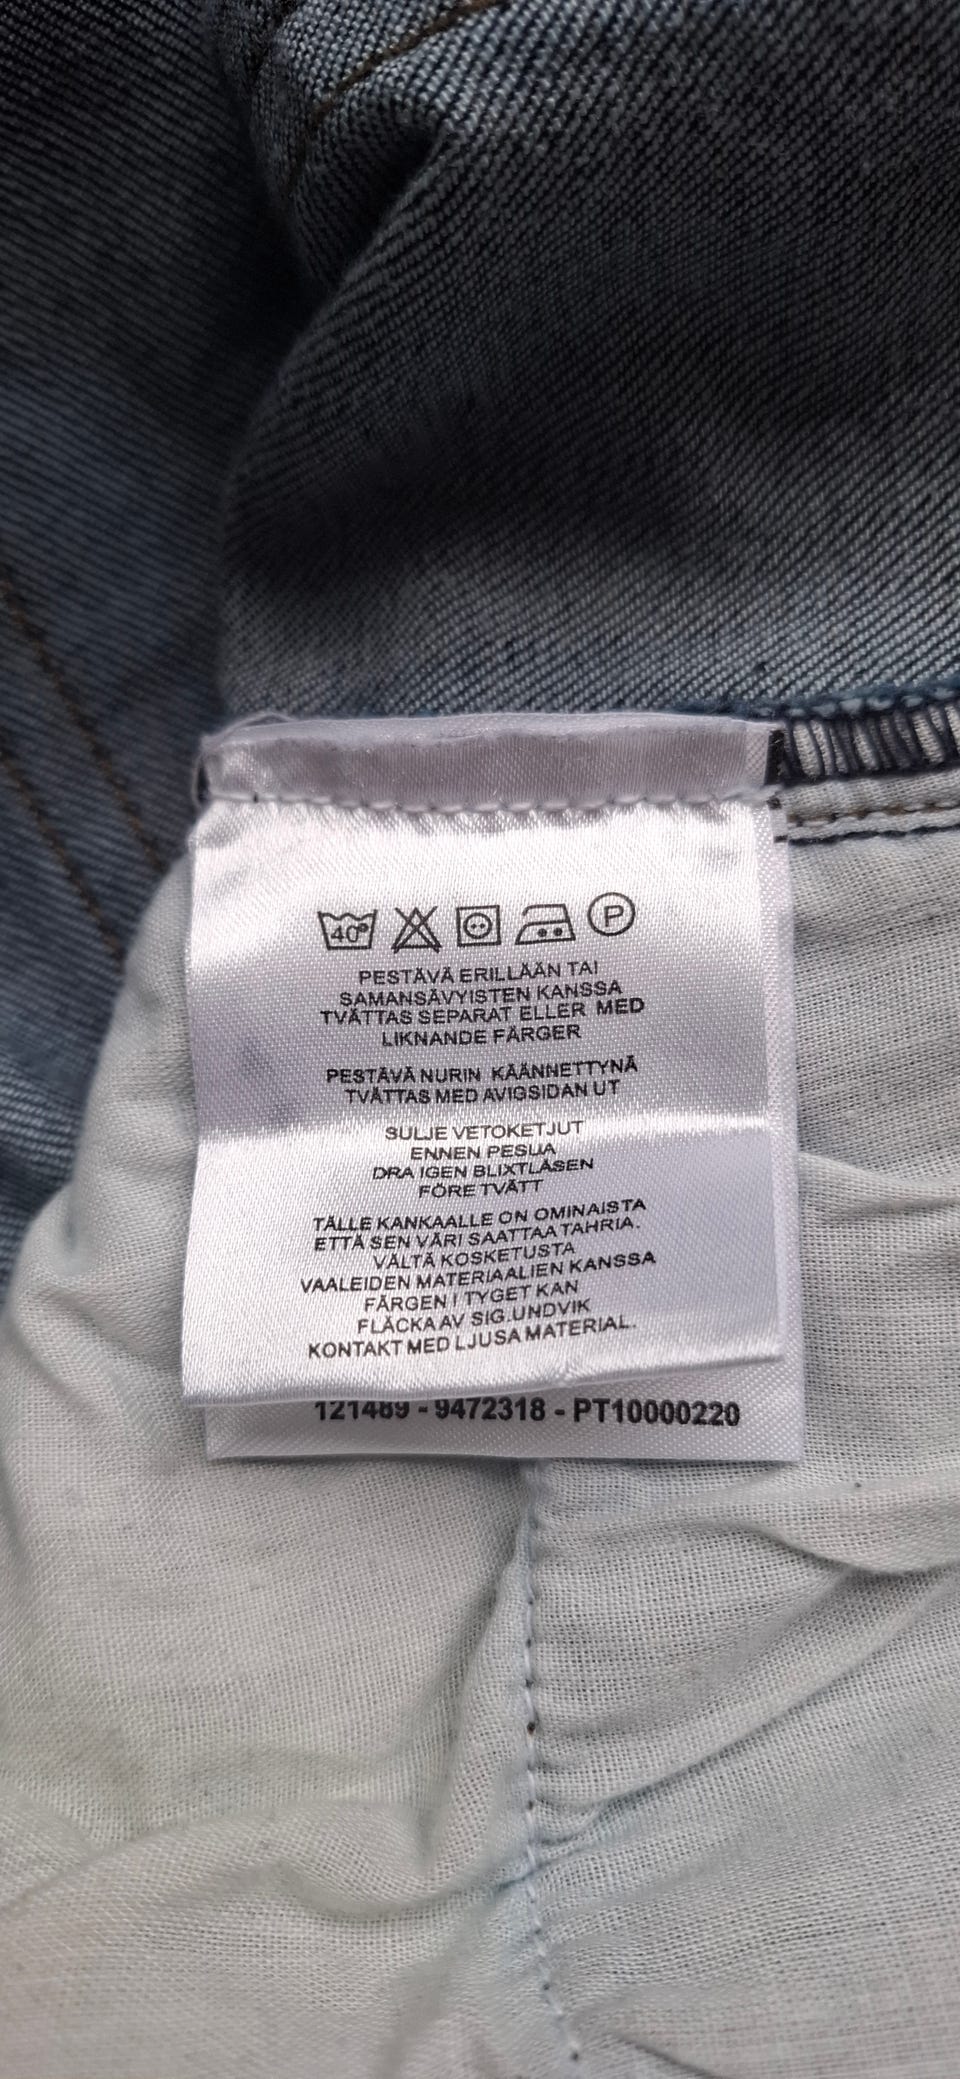 40°
P
PESTÄVÄ ERILLÄÄN TAI
SAMANSÄVYISTEN KANSSA
TVÄTTAS SEPARAT ELLER MED
LIKNANDE FÄRGER
PESTÄVÄ NURIN KÄÄNNETTYNÄ
TVÄTTAS MED AVIGSIDAN UT
SULJE VETOKETJUT
ENNEN PESUA
DRA IGEN BLIXTLÅSEN
FÖRE TVÄTT
TÄLLE KANKAALLE ON OMINAISTA
ETTÄ SEN VÄRI SAATTAA TAHRIA.
VÄLTÄ KOSKETUSTA
VAALEIDEN MATERIAALIEN KANSSA
FÄRGEN I TYGET KAN
FLÄCKA AV SIG.UNDVIK
KONTAKT MED LJUSA MATERIAL.
121489 - 9472318 - PT10000220